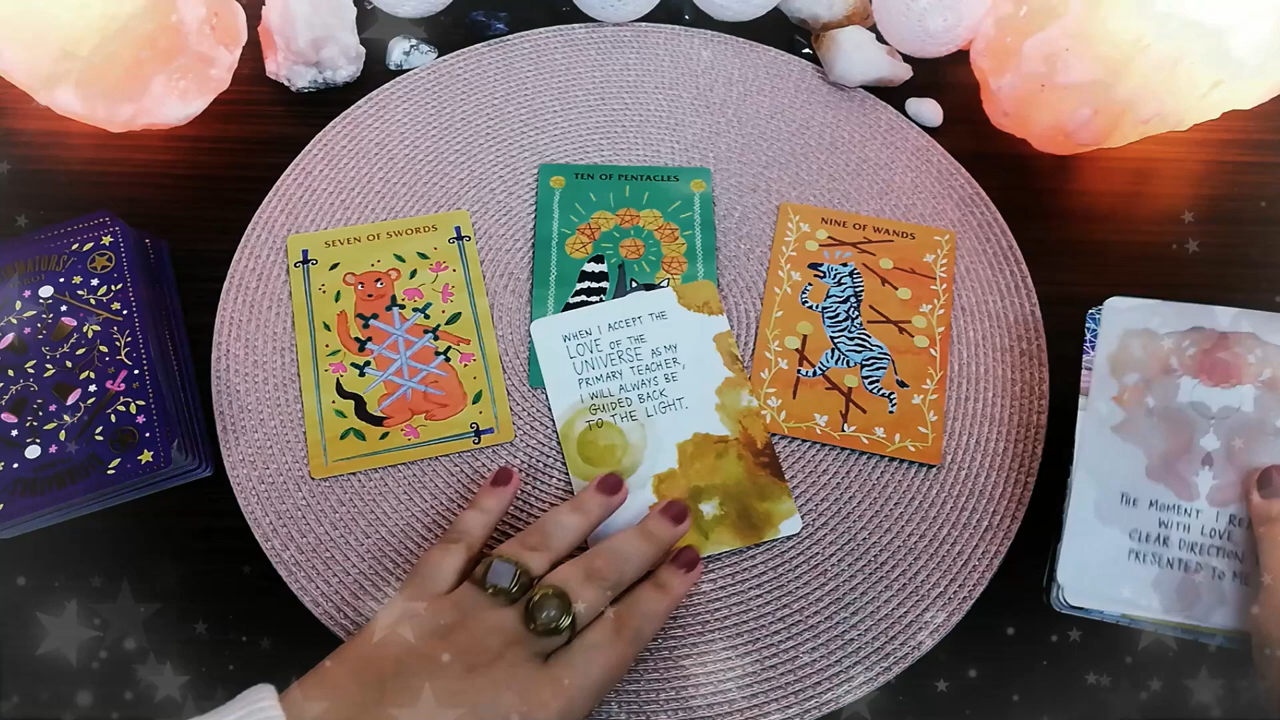 SEVEN OF SWORDS
TEN OF PENTACLES
NINE OF WANDS
WHEN I ACCEPT THE
LOVE OF THE
UNIVERSE AS MY
PRIMARY TEACHER,
I WILL ALWAYS BE
GUIDED BACK
TO THE LIGHT.
THE MOMENT I
WITH LOVE
CLEAR DIRECTION
PRESENTED TO